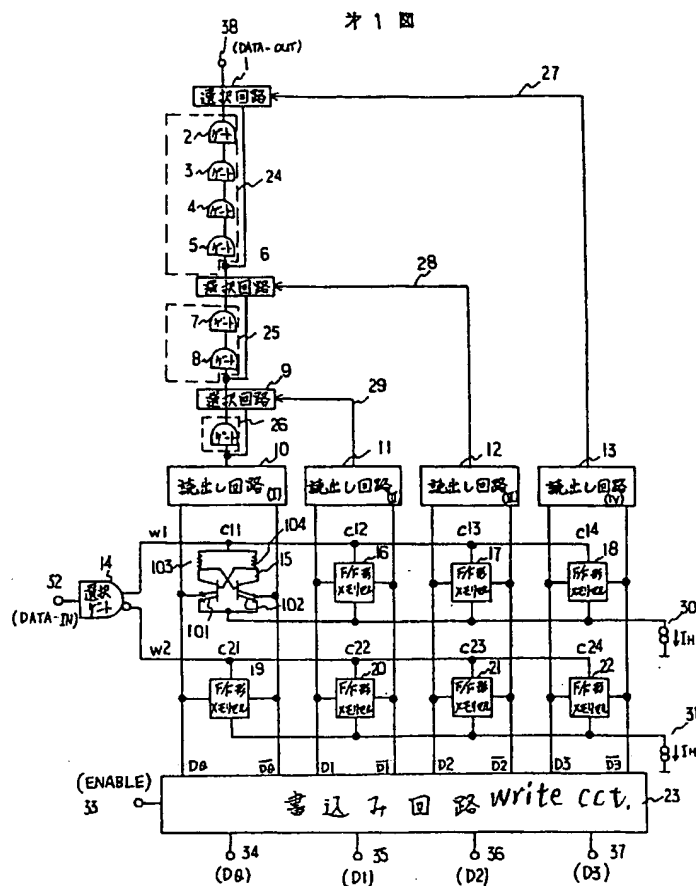 第1図
38
(DATA-OUT)
1
27
選択回路
2
ゲート
3
ゲート
24
4
ゲート
5
ゲート
6
28
選択回路
7
ゲート
25
8
ゲート
9
29
選択回路
26
ゲート
10
11
12
13
読出し回路(I)
読出し回路(II)
読出し回路(III)
読出し回路(IV)
w1
c11
104
c12
c13
c14
103
15
16
17
18
14
32
選択ゲート
F/F形メモリセル
F/F形メモリセル
F/F形メモリセル
(DATA-IN)
101
102
30
↓IH
w2
c21
c22
c23
c24
19
20
21
22
F/F形メモリセル
F/F形メモリセル
F/F形メモリセル
F/F形メモリセル
31
↓IH
D0
D0
D1
D1
D2
D2
D3
D3
(ENABLE)
33
書込み回路 write cct.
23
34
35
36
37
(D0)
(D1)
(D2)
(D3)